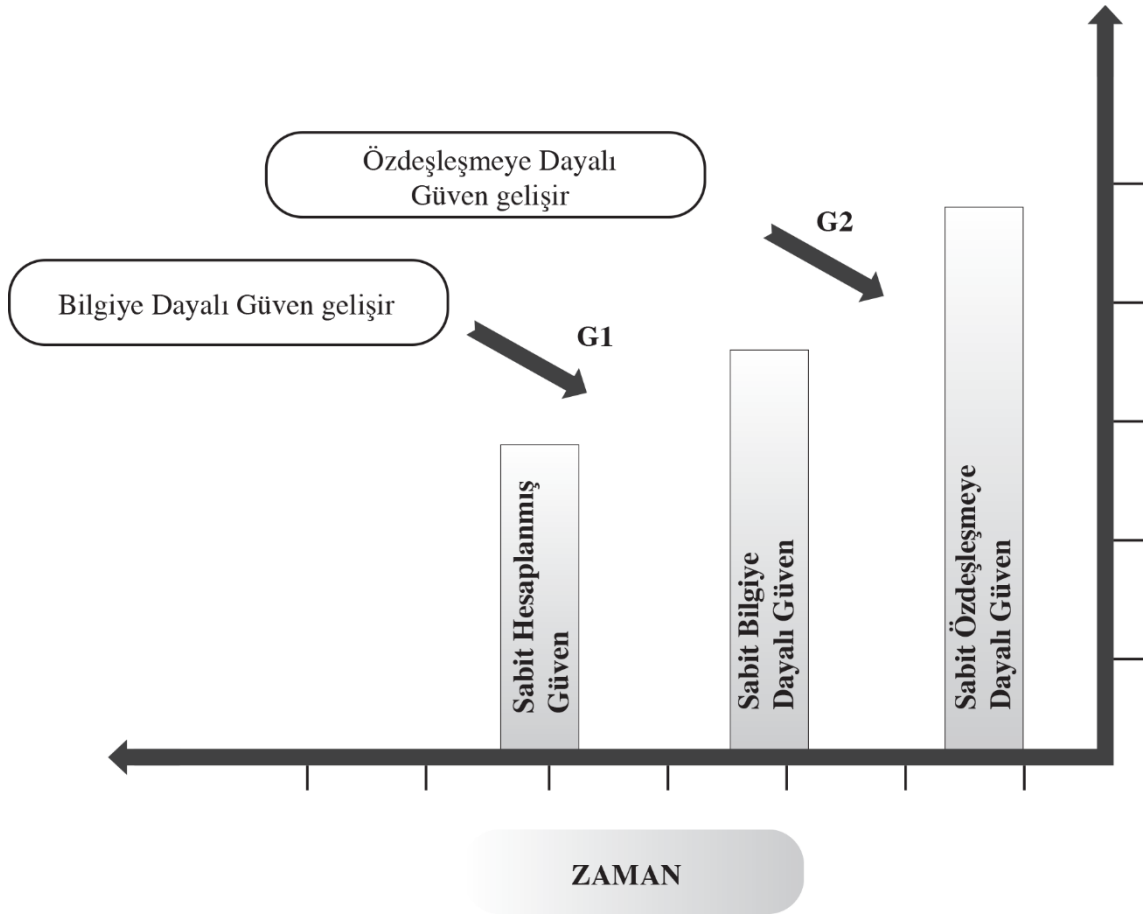 Özdeşleşmeye Dayalı
Güven gelişir
G2
Bilgiye Dayalı Güven gelişir
G1
Sabit Hesaplanmış
Güven
Sabit Bilgiye
Dayalı Güven
Sabit Özdeşleşmeye
Dayalı Güven
ZAMAN